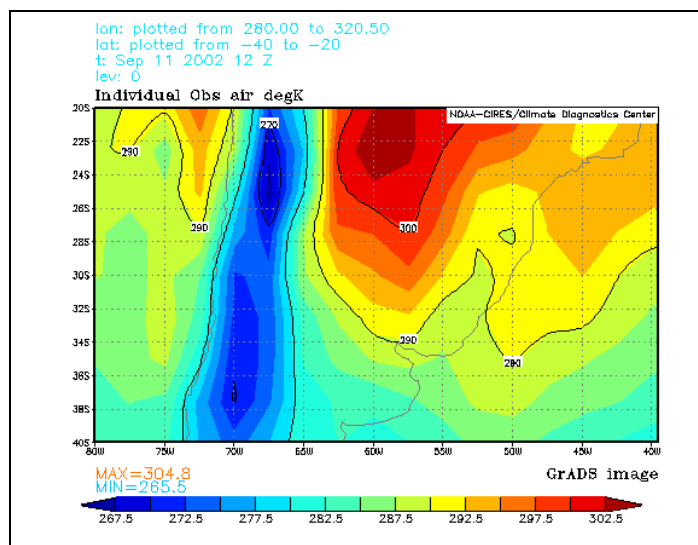 lon: plotted from 280.00 to 320.50
lat: plotted from -40 to -20
t: Sep 11 2002 12 Z
lev: 0
Individual Obs air degK
NOAA-CIRES/Climate Diagnostics Center
20S
22S
24S
26S
28S
30S
32S
34S
36S
38S
40S
290
270
290
300
290
280
80W 75W 70W 65W 60W 55W 50W 45W 40W
MAX=304.8
MIN=265.5
GrADS image
267.5 272.5 277.5 282.5 287.5 292.5 297.5 302.5